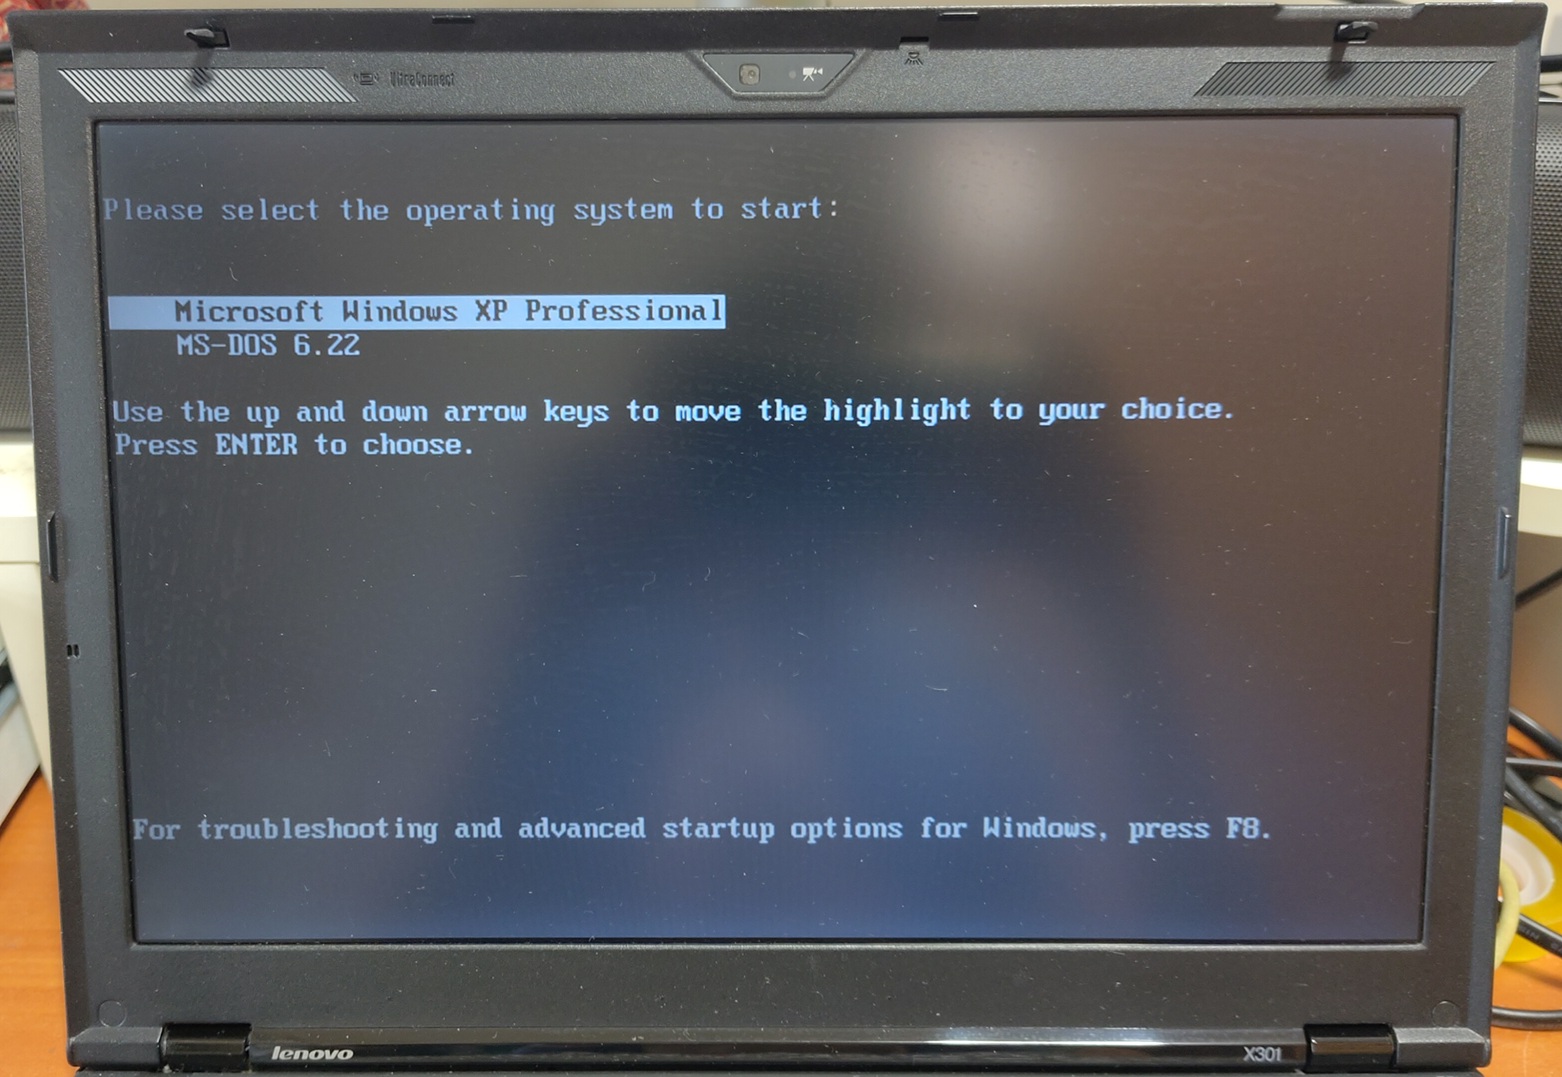 UltraConnect
Please select the operating system to start:
Microsoft Windows XP Professional
MS-DOS 6.22
Use the up and down arrow keys to move the highlight to your choice.
Press ENTER to choose.
For troubleshooting and advanced startup options for Windows, press F8.
lenovo
X301